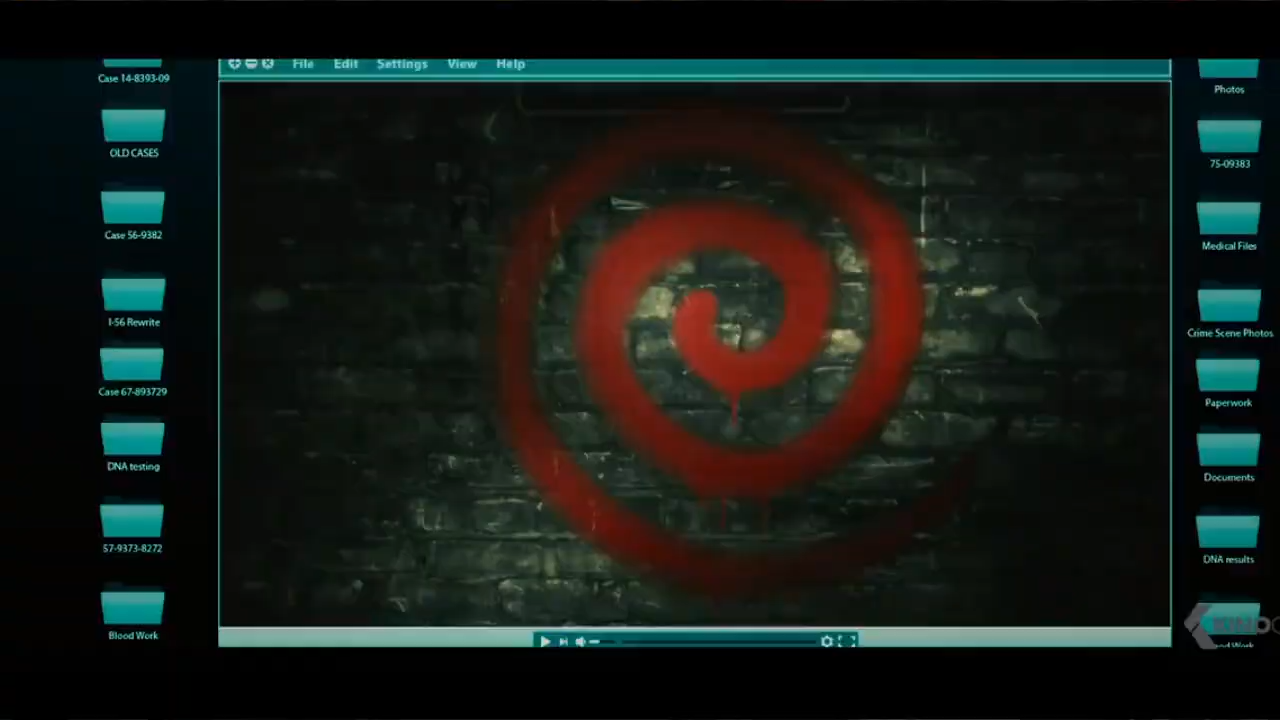 File Edit Settings View Help
Case 14-8393-09
OLD CASES
Case 56-9382
I-56 Rewrite
Case 67-893729
DNA testing
57-9373-8272
Blood Work
Photos
75-09383
Medical Files
Crime Scene Photos
Paperwork
Documents
DNA results